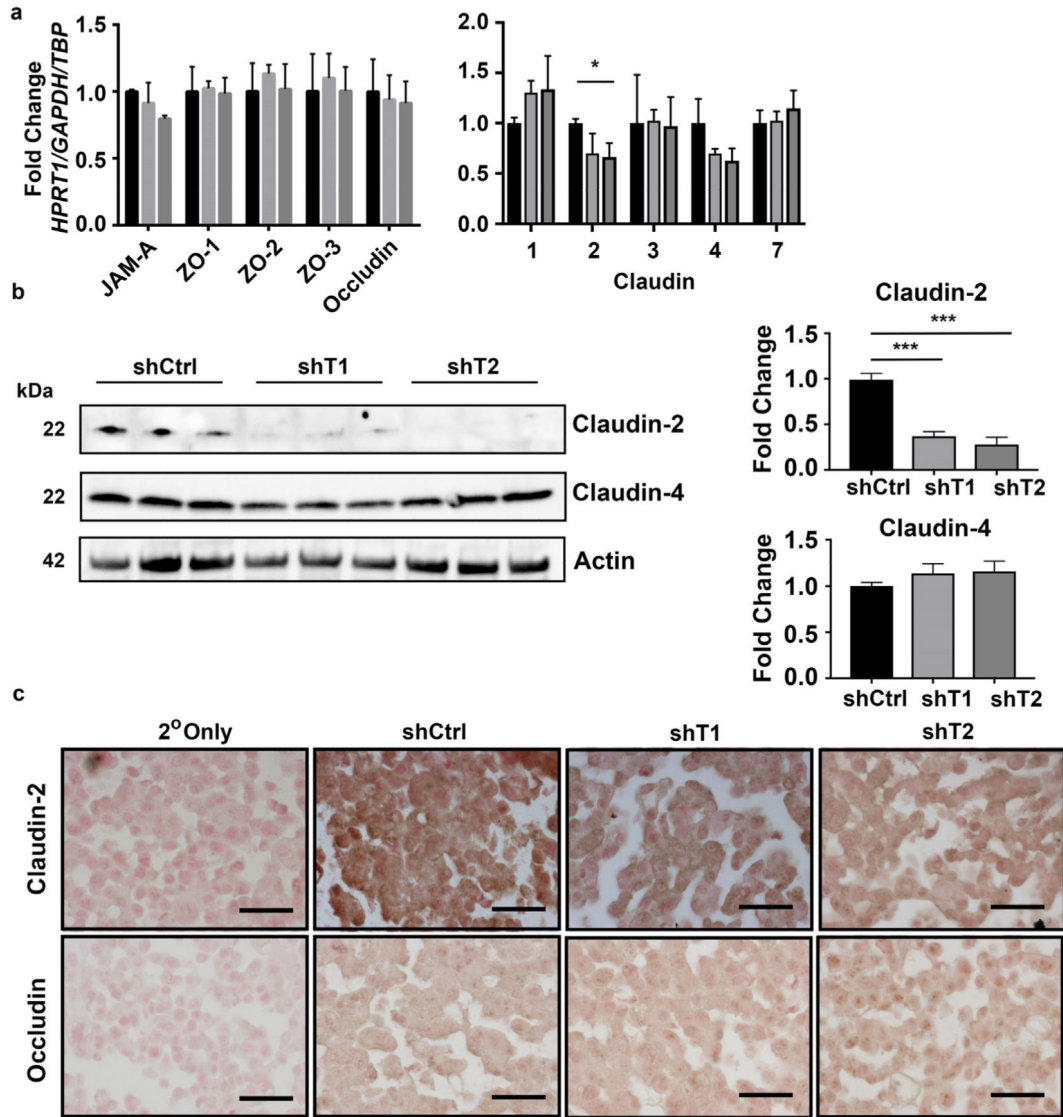 a
Fold Change
HPRT1/GAPDH/TBP
1.5
1.0
0.5
0.0
JAM-A
ZO-1
ZO-2
ZO-3
Occludin
2.0
1.5
1.0
0.5
0.0
*
1 2 3 4 7
Claudin
b
kDa
shCtrl shT1 shT2
22 Claudin-2
22 Claudin-4
42 Actin
Claudin-2
Fold Change
1.5
1.0
0.5
0.0
***
***
shCtrl shT1 shT2
Claudin-4
Fold Change
1.5
1.0
0.5
0.0
shCtrl shT1 shT2
c
2° Only shCtrl shT1 shT2
Claudin-2
Occludin